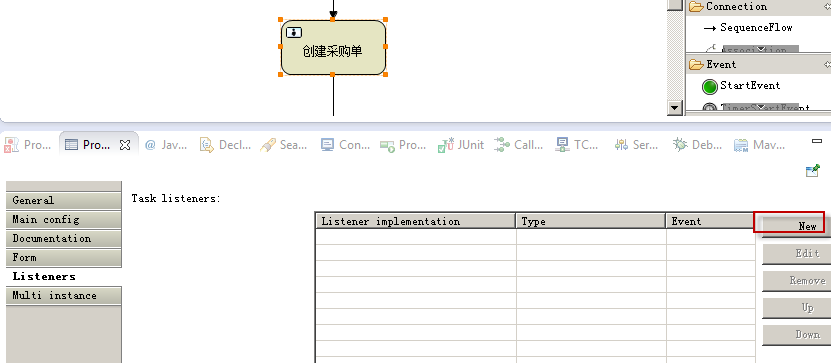 Connection
SequenceFlow
创建采购单
Association
Event
StartEvent
TimerStartEvent
Pro... Pro... @ Jav... Decl... Sea... Con... Pro... JUnit Call... TC... Ser... Deb... Mav...
General
Main config
Documentation
Form
Listeners
Multi instance
Task listeners:
Listener implementation Type Event
New
Edit
Remove
Up
Down